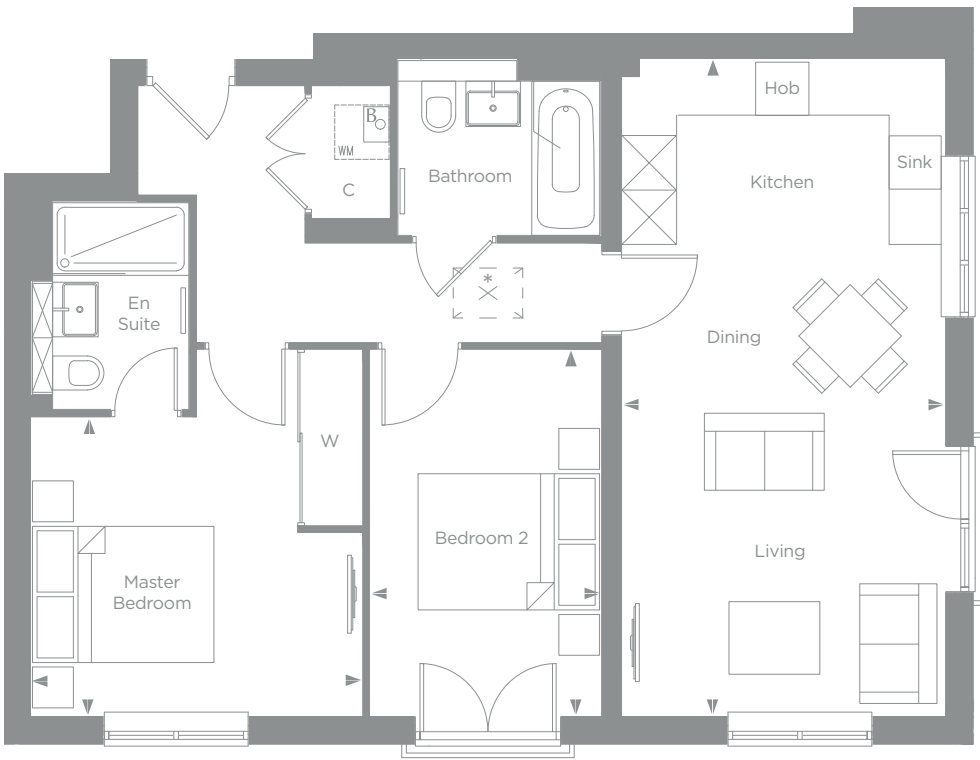 Hob
B
WM
C
Bathroom
Sink
Kitchen
En
Suite
*
Dining
W
Bedroom 2
Living
Master
Bedroom